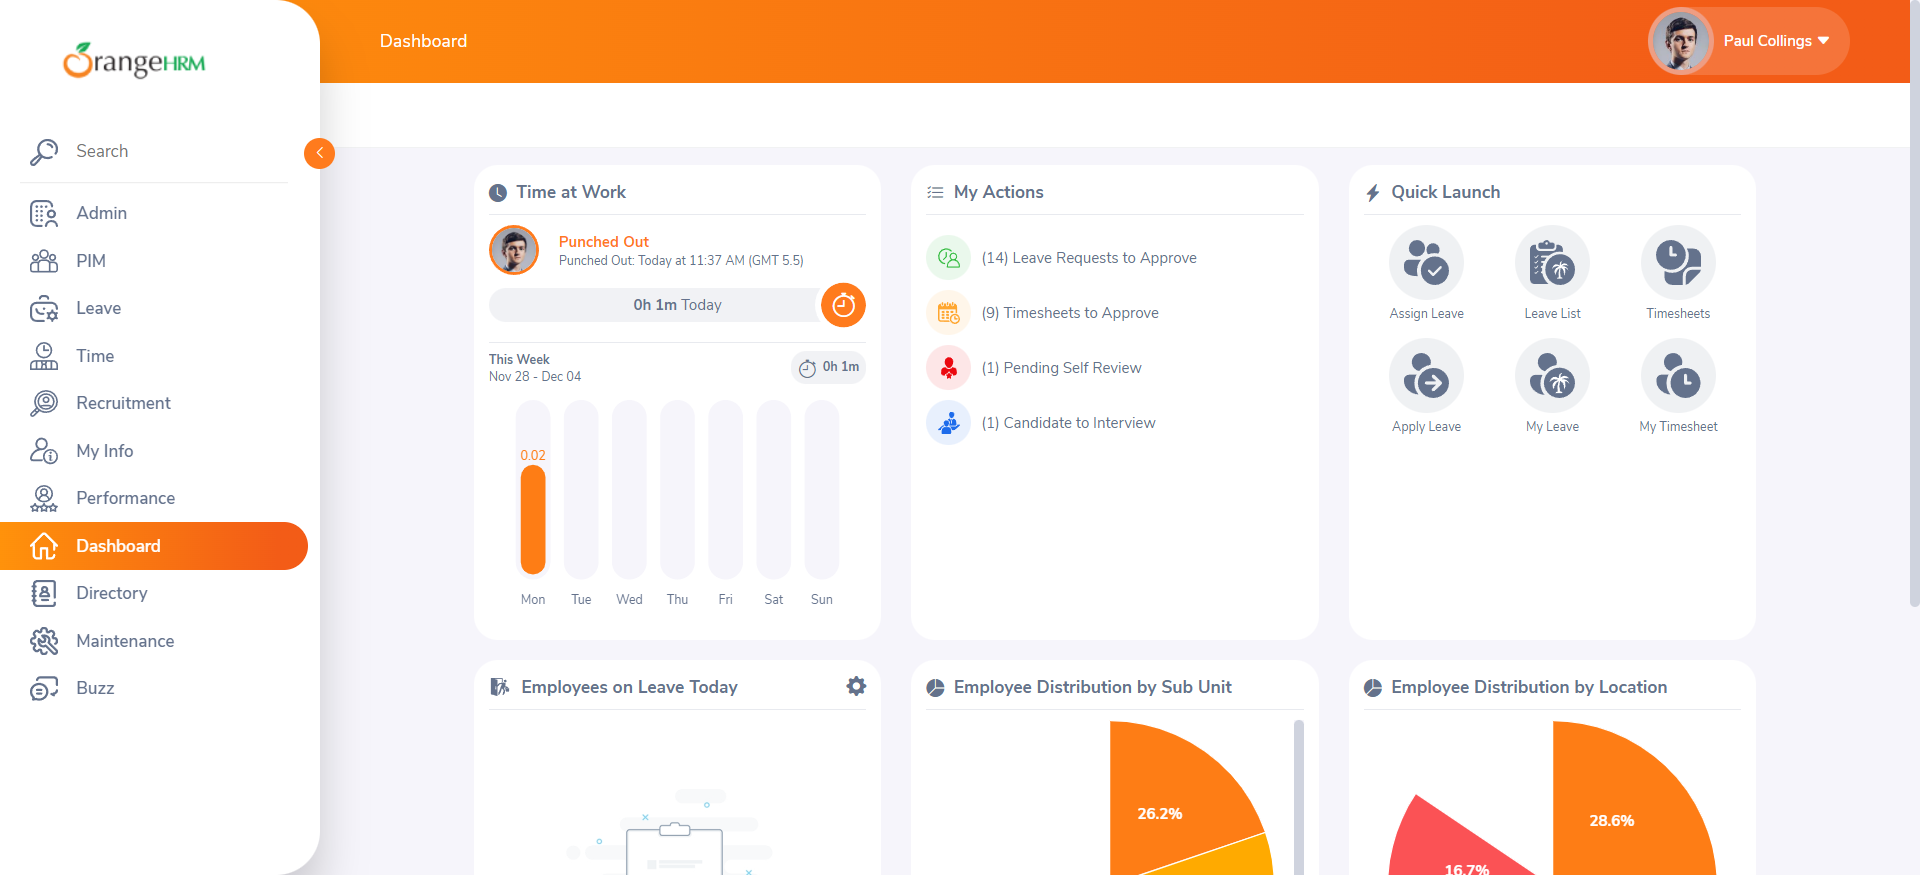 OrangeHRM
Dashboard
Paul Collings
Search
Admin
PIM
Leave
Time
Recruitment
My Info
Performance
Dashboard
Directory
Maintenance
Buzz
Time at Work
Punched Out
Punched Out: Today at 11:37 AM (GMT 5.5)
0h 1m Today
This Week
Nov 28 - Dec 04
0h 1m
0.02
Mon Tue Wed Thu Fri Sat Sun
My Actions
(14) Leave Requests to Approve
(9) Timesheets to Approve
(1) Pending Self Review
(1) Candidate to Interview
Quick Launch
Assign Leave Leave List Timesheets
Apply Leave My Leave My Timesheet
Employees on Leave Today
Employee Distribution by Sub Unit
26.2%
Employee Distribution by Location
28.6%
16.7%